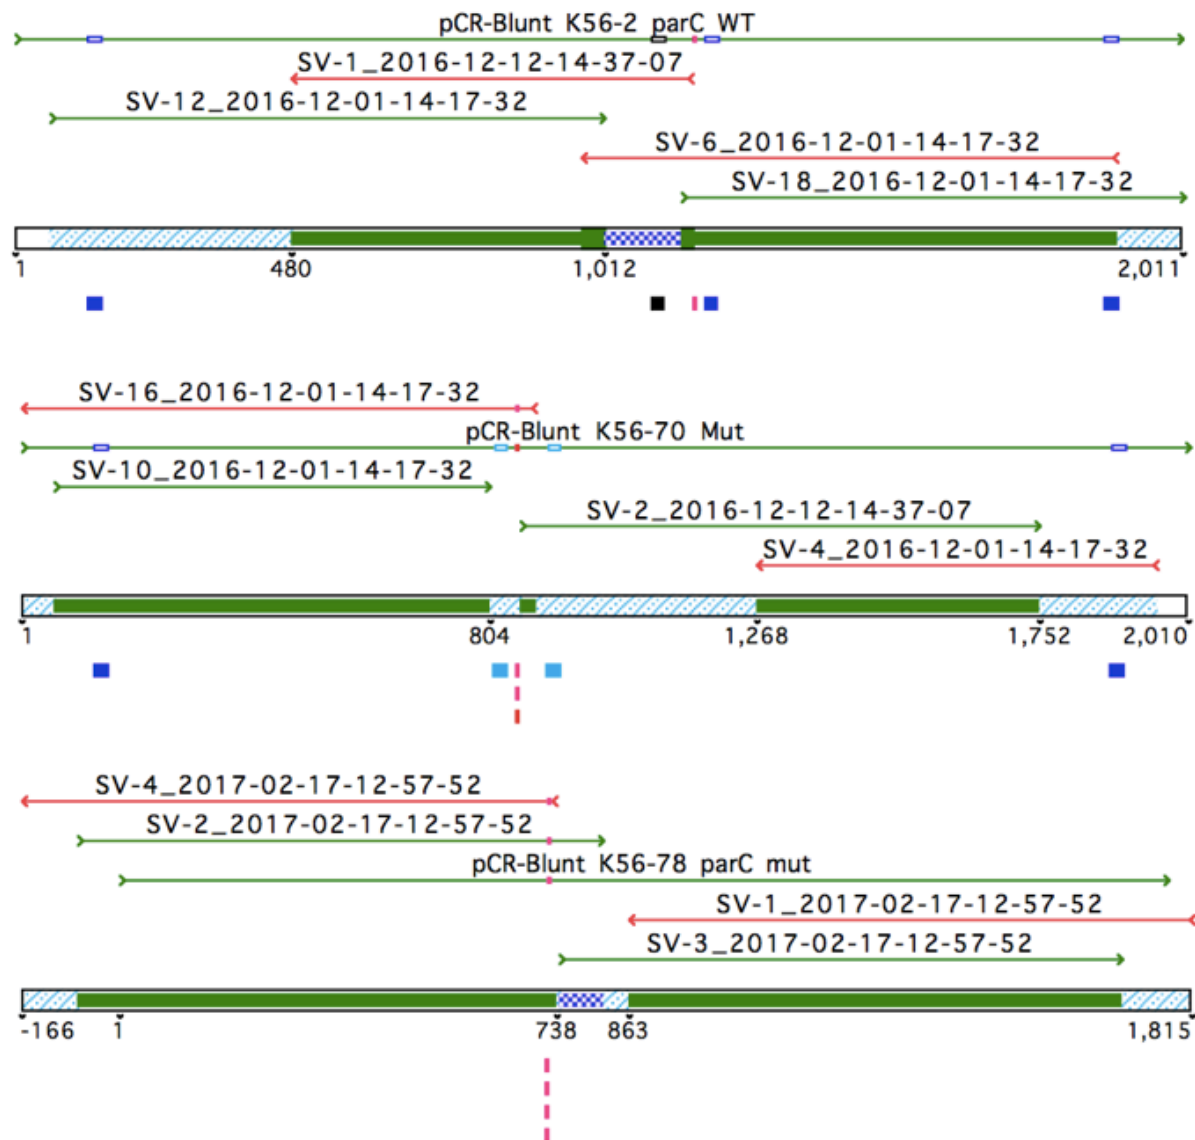 pCR-Blunt K56-2 parC WT
SV-1_2016-12-12-14-37-07
SV-12_2016-12-01-14-17-32
SV-6_2016-12-01-14-17-32
SV-18_2016-12-01-14-17-32
1 480 1,012 2,011
SV-16_2016-12-01-14-17-32
pCR-Blunt K56-70 Mut
SV-10_2016-12-01-14-17-32
SV-2_2016-12-12-14-37-07
SV-4_2016-12-01-14-17-32
1 804 1,268 1,752 2,010
SV-4_2017-02-17-12-57-52
SV-2_2017-02-17-12-57-52
pCR-Blunt K56-78 parC mut
SV-1_2017-02-17-12-57-52
SV-3_2017-02-17-12-57-52
-166 1 738 863 1,815